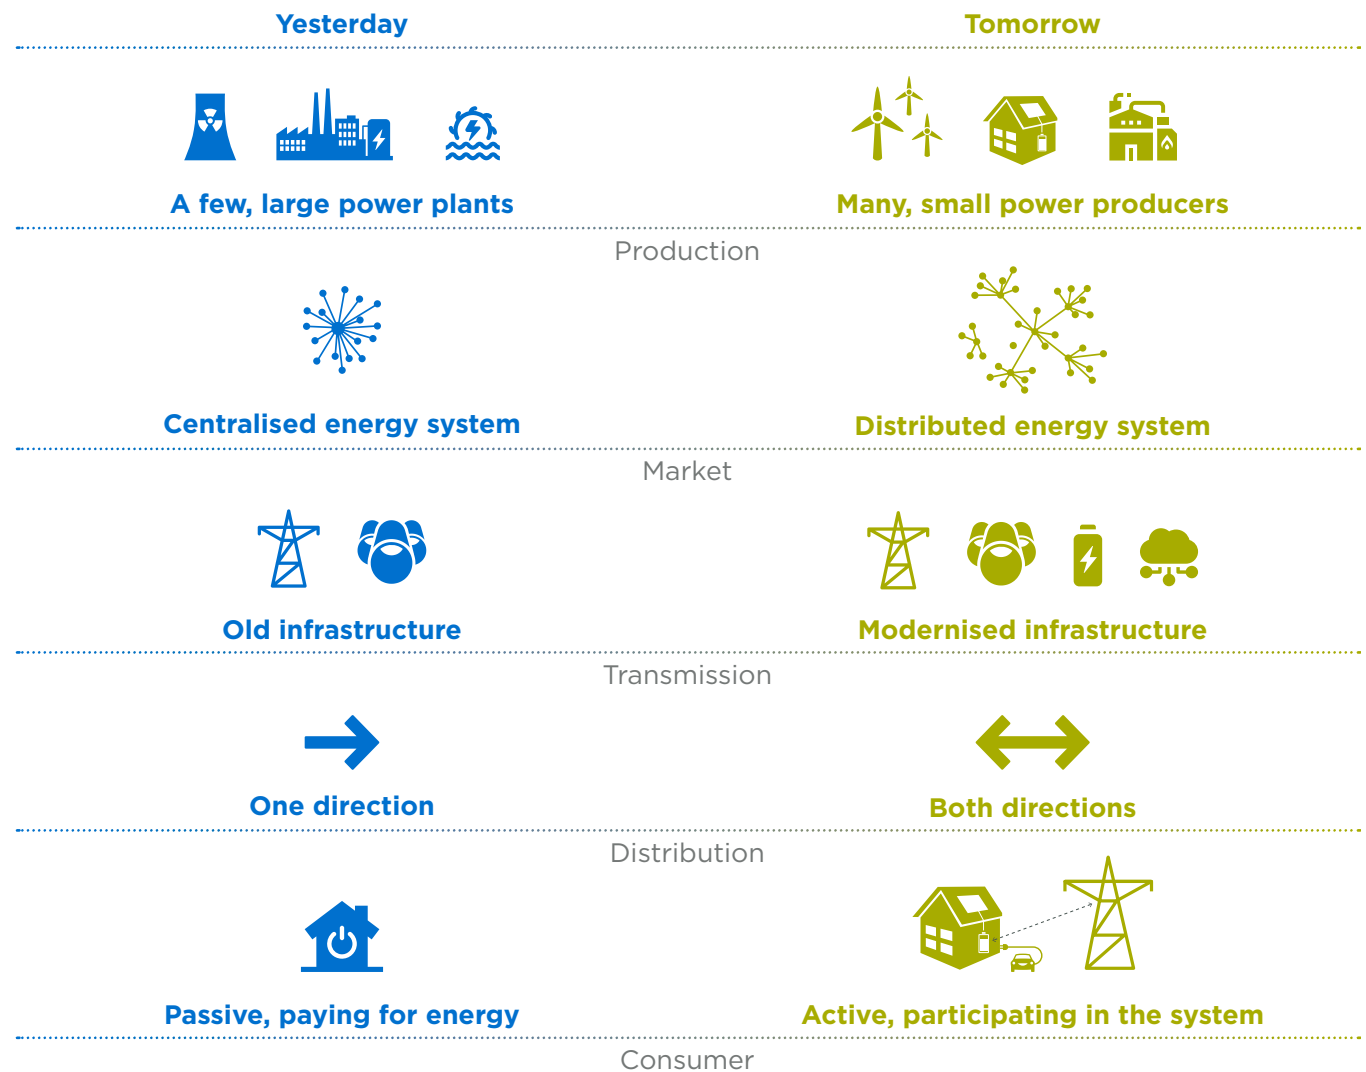 Yesterday
Tomorrow
A few, large power plants
Many, small power producers
Production
Centralised energy system
Distributed energy system
Market
Old infrastructure
Modernised infrastructure
Transmission
One direction
Both directions
Distribution
Passive, paying for energy
Active, participating in the system
Consumer